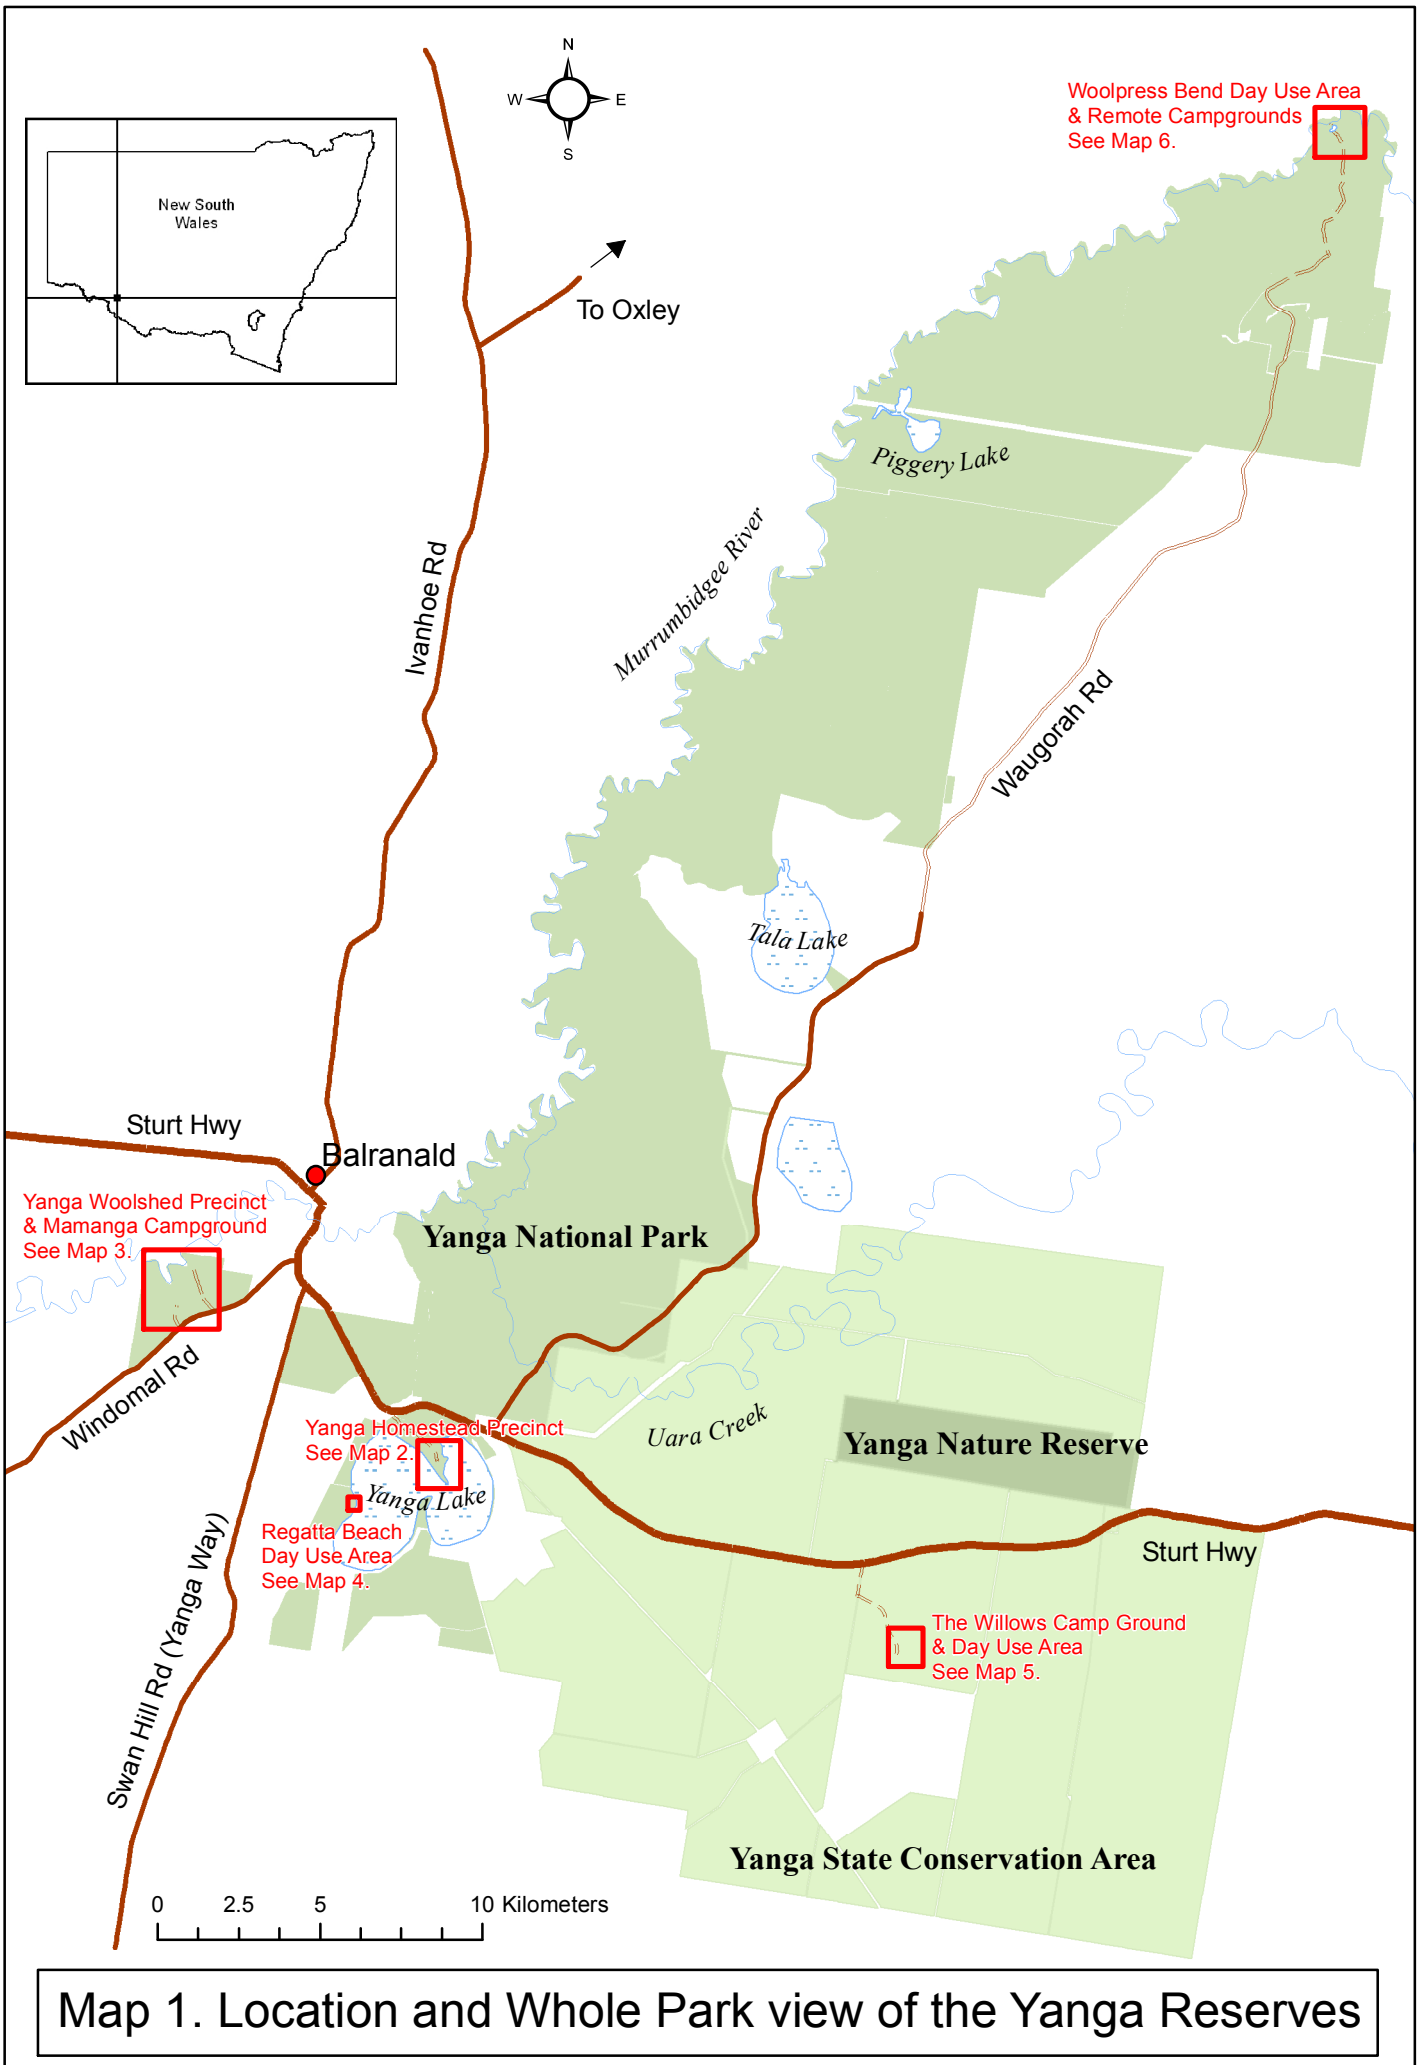 N
W
E
S
Woolpress Bend Day Use Area
& Remote Campgrounds
See Map 6.
New South
Wales
To Oxley
Piggery Lake
Murrumbidgee River
Ivanhoe Rd
Waugorah Rd
Tala Lake
Sturt Hwy
Balranald
Yanga Woolshed Precinct
& Mamanga Campground
See Map 3.
Yanga National Park
Windomal Rd
Uara Creek
Yanga Homestead Precinct
See Map 2.
Yanga Nature Reserve
Yanga Lake
Regatta Beach
Day Use Area
See Map 4.
Sturt Hwy
Swan Hill Rd (Yanga Way)
The Willows Camp Ground
& Day Use Area
See Map 5.
Yanga State Conservation Area
0 2.5 5 10 Kilometers
Map 1. Location and Whole Park view of the Yanga Reserves